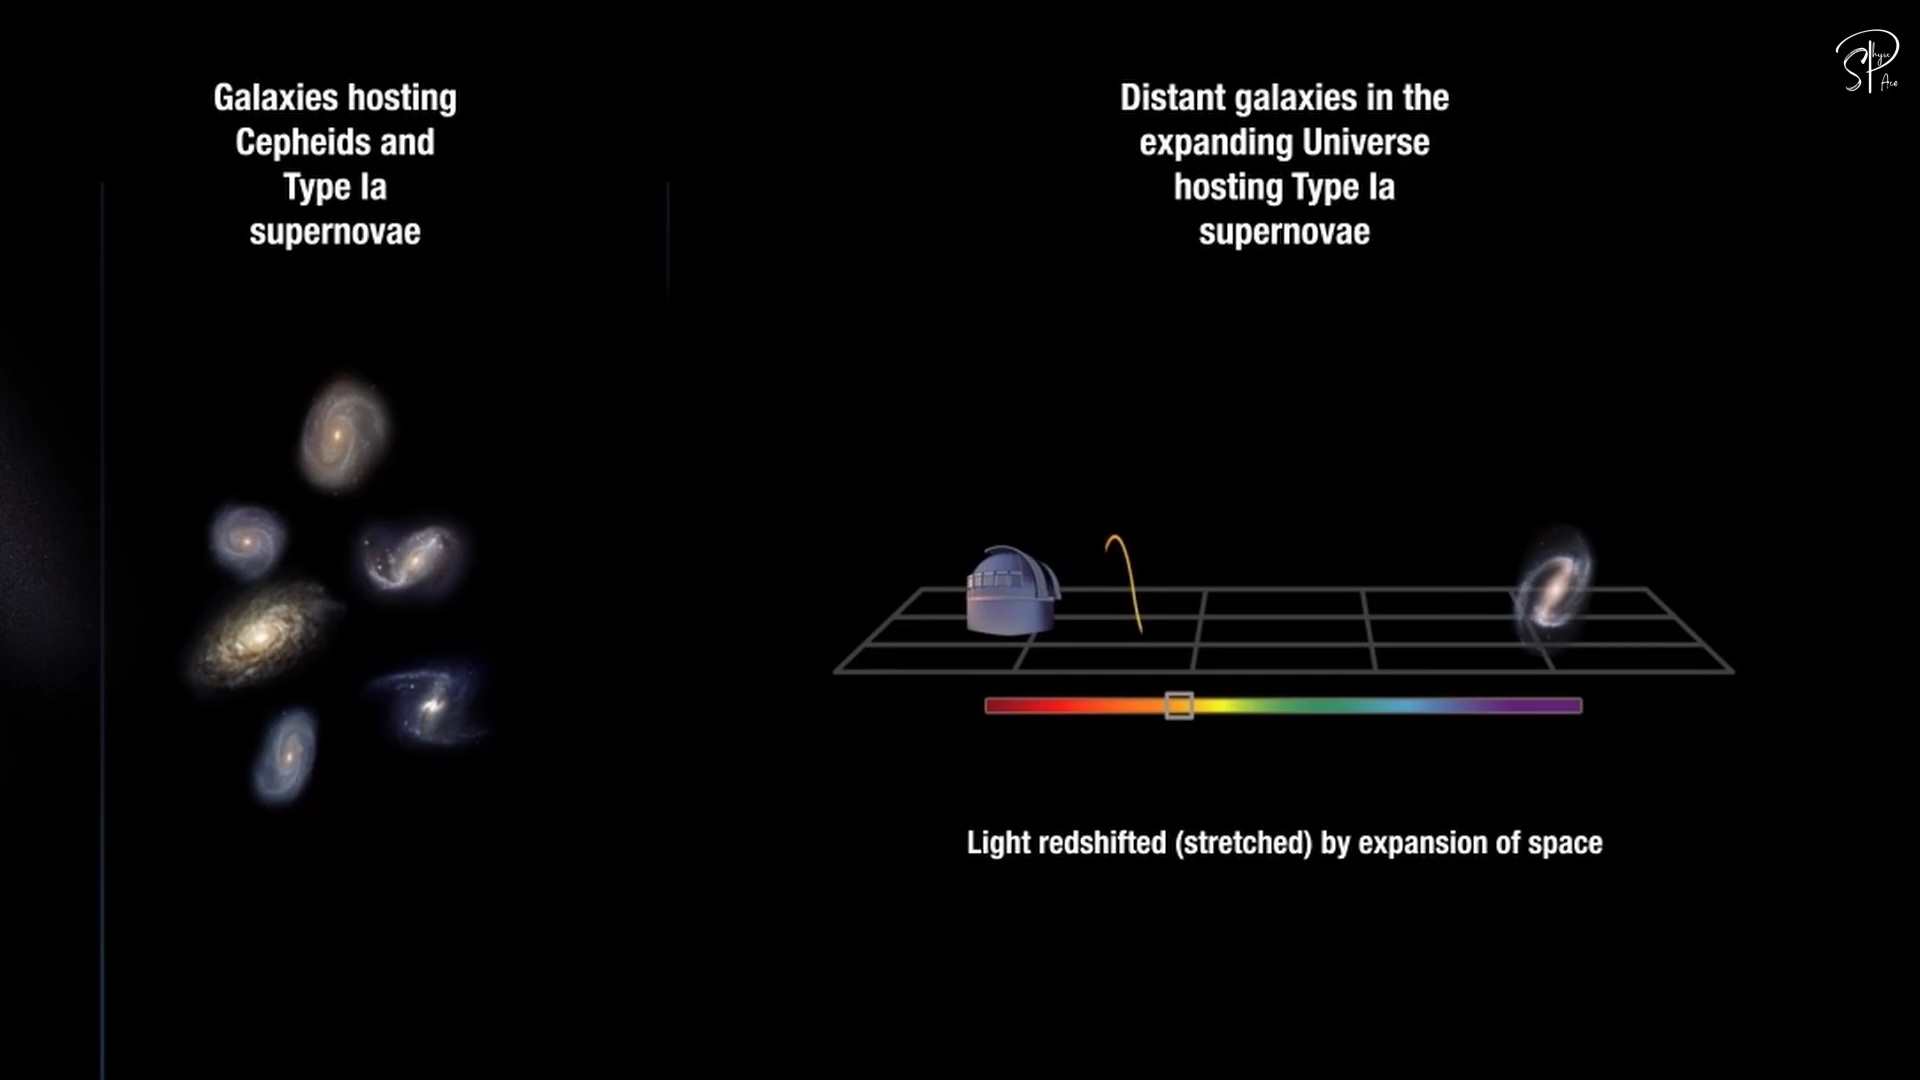 Galaxies hosting
Cepheids and
Type Ia
supernovae
Distant galaxies in the
expanding Universe
hosting Type Ia
supernovae
Light redshifted (stretched) by expansion of space